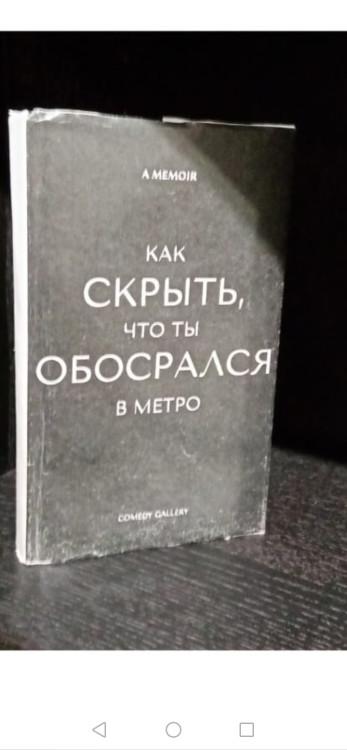 A MEMOIR
КАК
СКРЫТЬ,
ЧТО ТЫ
ОБОСРАЛСЯ
В МЕТРО
COMEDY GALLERY